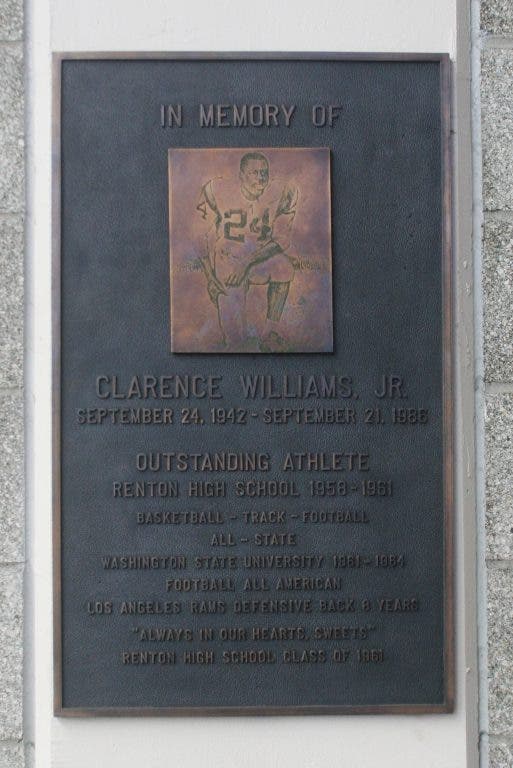 IN MEMORY OF
24
CLARENCE WILLIAMS, JR.
SEPTEMBER 24, 1942 - SEPTEMBER 21, 1986
OUTSTANDING ATHLETE
RENTON HIGH SCHOOL 1958 - 1961
BASKETBALL - TRACK - FOOTBALL
ALL - STATE
WASHINGTON STATE UNIVERSITY 1961 - 1964
FOOTBALL ALL AMERICAN
LOS ANGELES RAMS DEFENSIVE BACK 8 YEARS
"ALWAYS IN OUR HEARTS, SWEETS"
RENTON HIGH SCHOOL CLASS OF 1961